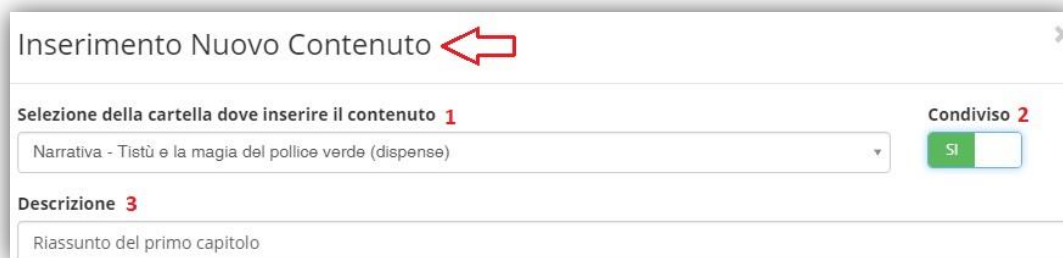 Inserimento Nuovo Contenuto
Selezione della cartella dove inserire il contenuto 1
Condiviso 2
Narrativa - Tistù e la magia del pollice verde (dispense)
SI
Descrizione 3
Riassunto del primo capitolo